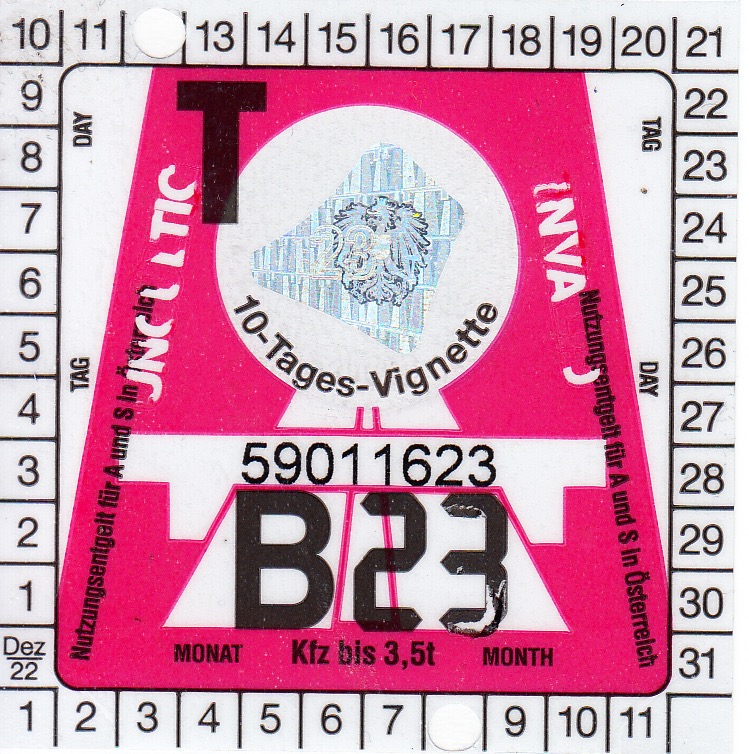 10 11 13 14 15 16 17 18 19 20 21
9 22
8 23
7 24
6 25
5 26
4 27
3 28
2 29
1 30
Dez
22
31
1 2 3 4 5 6 7 9 10 11
DAY
TAG
TAG
DAY
T
10-Tages-Vignette
Nutzungsentgelt für A und S in Österreich
Nutzungsentgelt für A und S in Österreich
59011623
B23
MONAT Kfz bis 3,5t MONTH